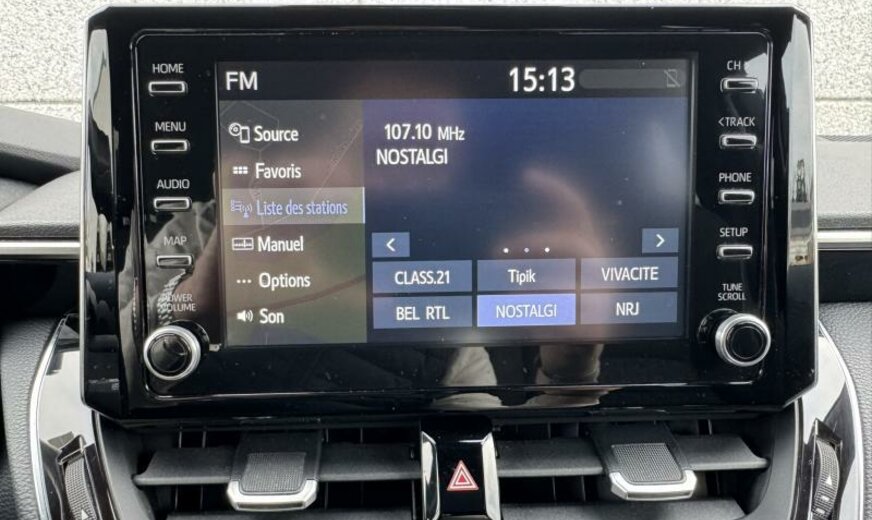 HOME
MENU
AUDIO
MAP
POWER
VOLUME
FM
15:13
Source
Favoris
Liste des stations
Manuel
Options
Son
107.10 MHz
NOSTALGI
<
>
CLASS.21
Tipik
VIVACITE
BEL RTL
NOSTALGI
NRJ
CH >
< TRACK
PHONE
SETUP
TUNE
SCROLL